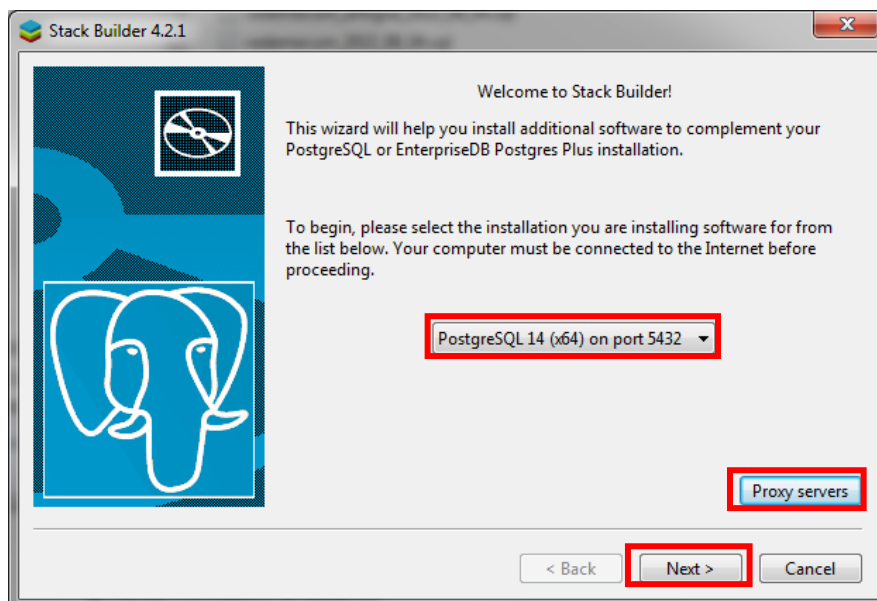 Stack Builder 4.2.1
Welcome to Stack Builder!
This wizard will help you install additional software to complement your
PostgreSQL or EnterpriseDB Postgres Plus installation.
To begin, please select the installation you are installing software for from
the list below. Your computer must be connected to the Internet before
proceeding.
PostgreSQL 14 (x64) on port 5432
Proxy servers
< Back
Next >
Cancel